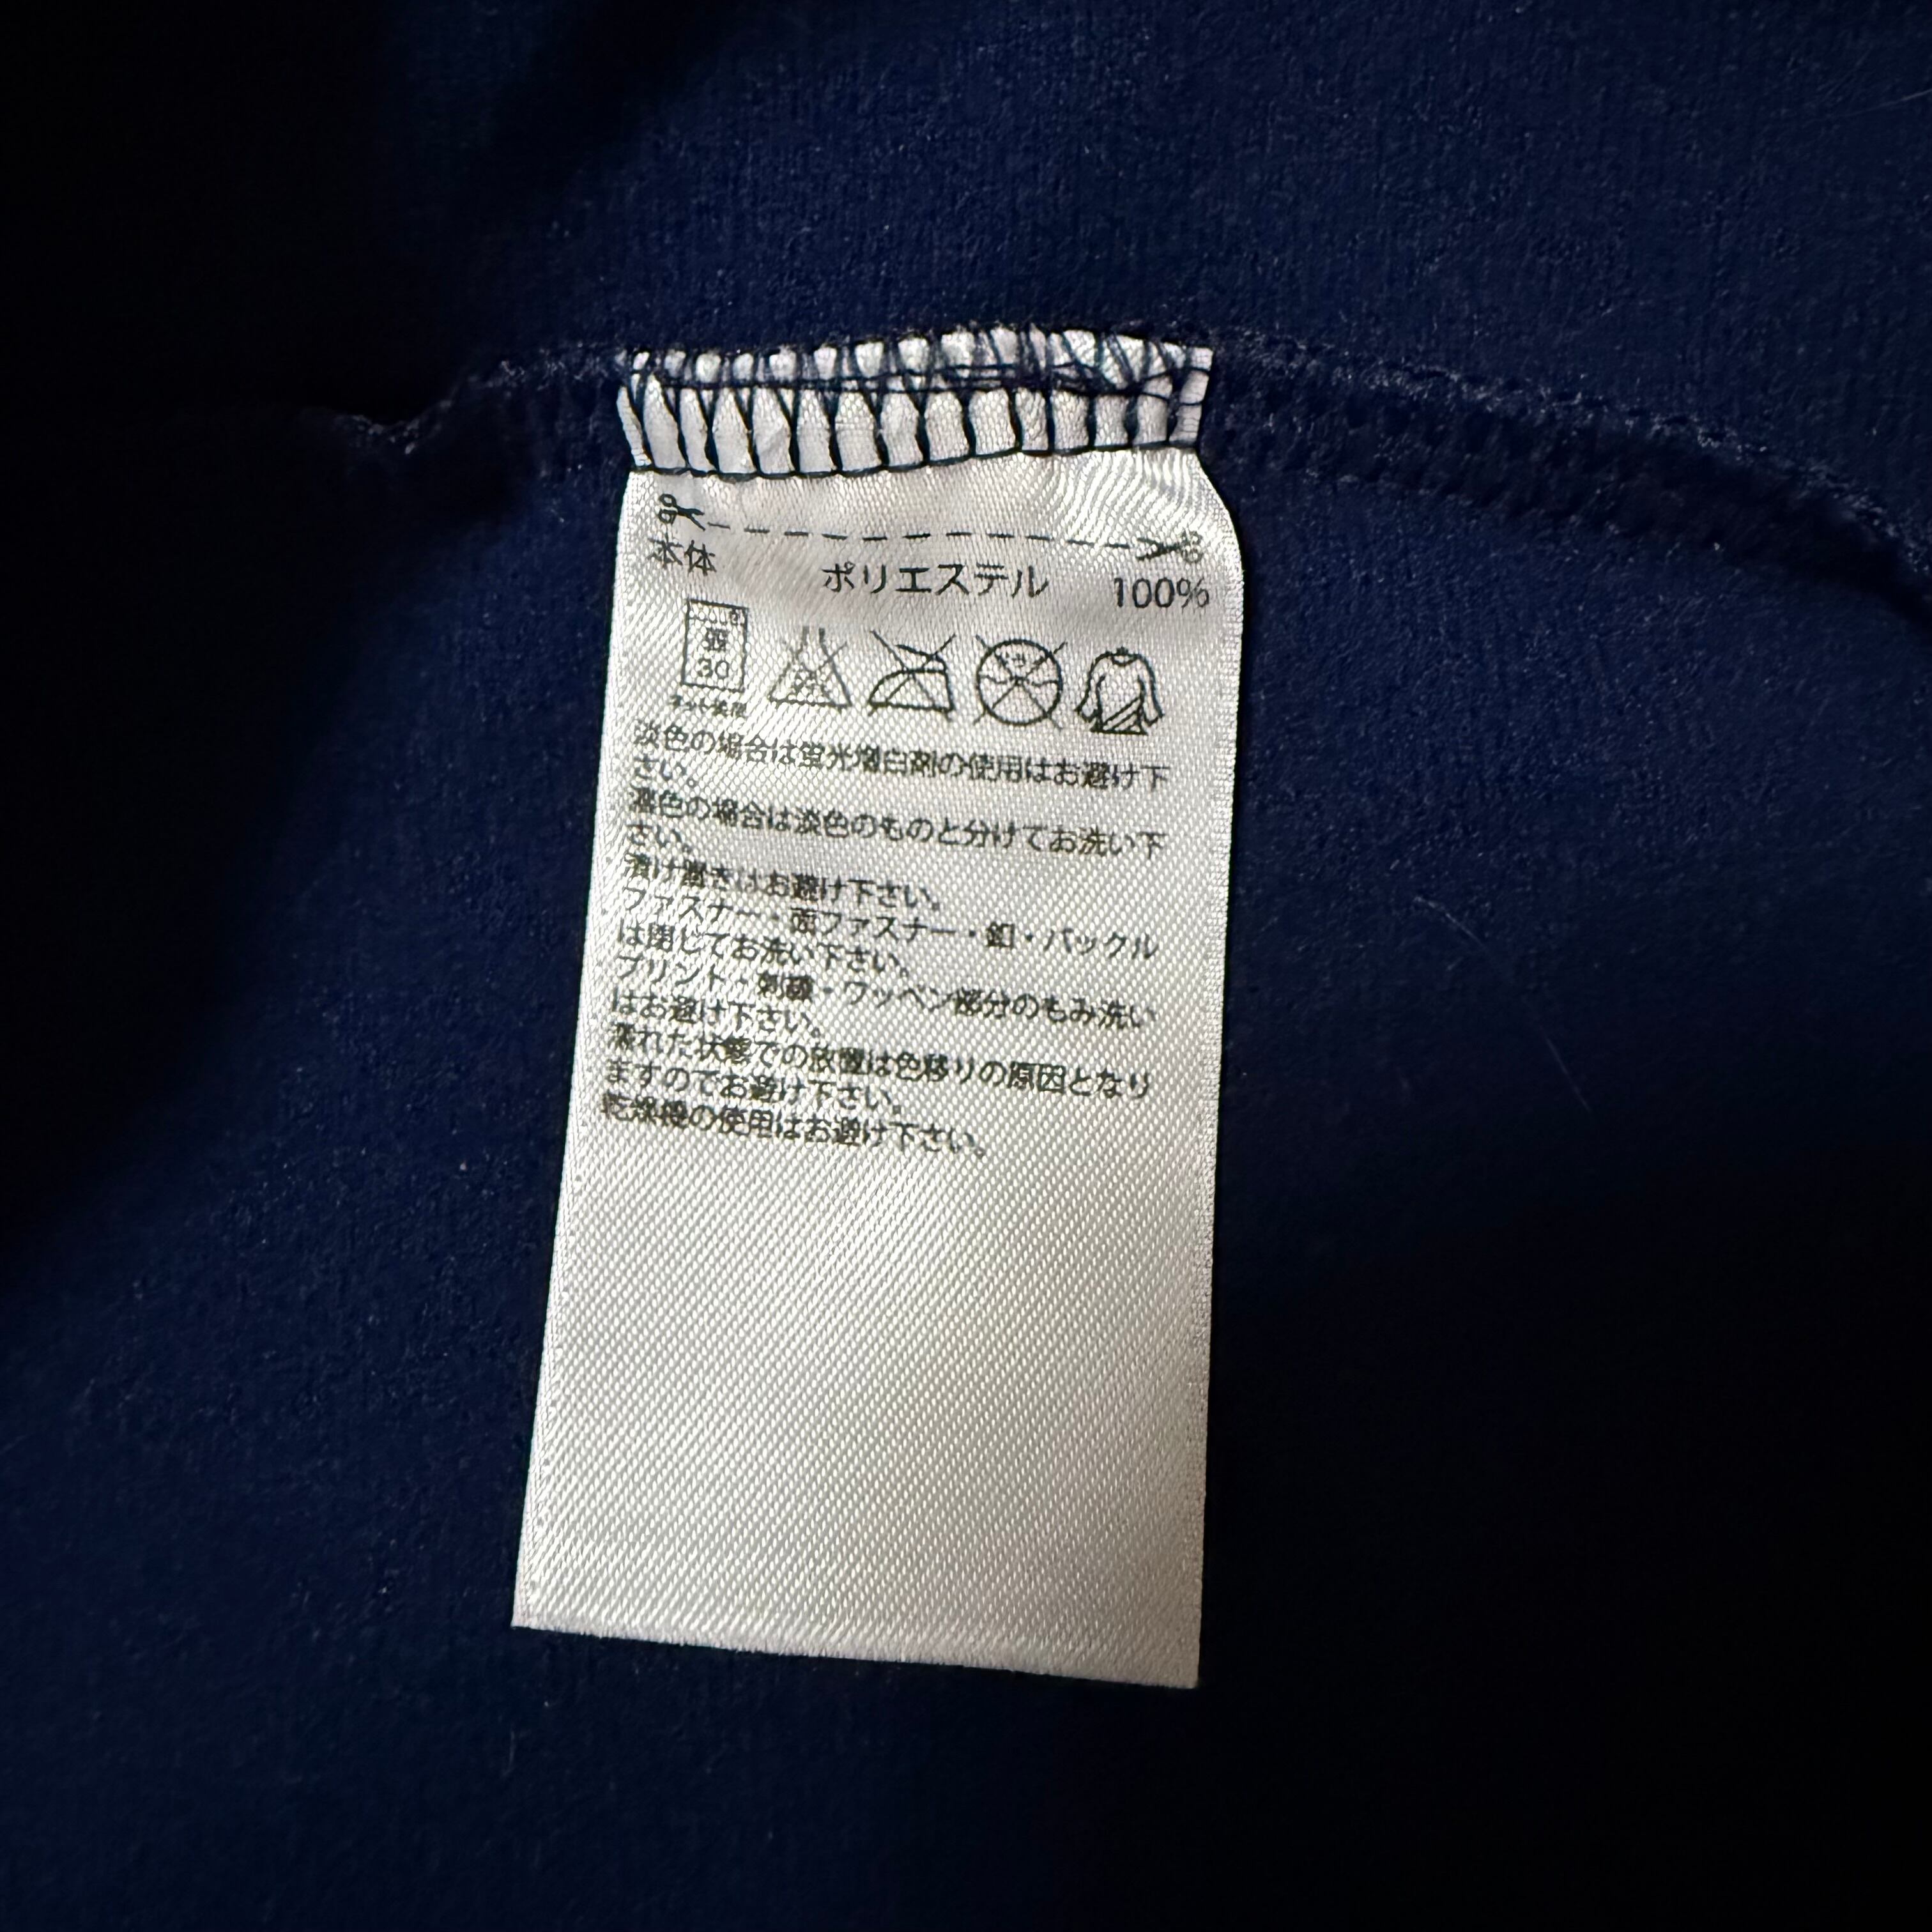 本体 ポリエステル 100%
弱
30
ネット使用
淡色の場合は蛍光増白剤の使用はお避け下
さい。
濃色の場合は淡色のものと分けてお洗い下
さい。
漬け置きはお避け下さい。
ファスナー・面ファスナー・釦・バックル
は閉じてお洗い下さい。
プリント・刺繍・ワッペン部分のもみ洗い
はお避け下さい。
濡れた状態での放置は色移りの原因となり
ますのでお避け下さい。
乾燥機の使用はお避け下さい。